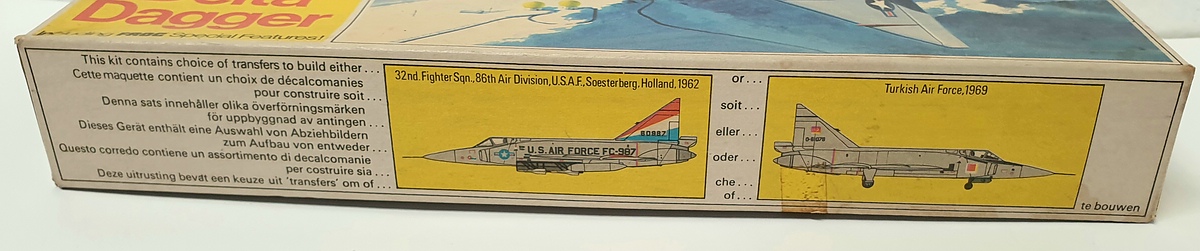 Delta
Dagger
FREE Special Features!
This kit contains choice of transfers to build either...
Cette maquette contient un choix de décalcomanies
pour construire soit...
Denna sats innehåller olika överförningsmärken
för uppbyggnad av antingen...
Dieses Gerät enthält eine Auswahl von Abziehbildern
zum Aufbau von entweder...
Questo corredo contiene un assortimento di decalcomanie
per costruire sia...
Deze uitrusting bevat een keuze uit 'transfers' om of...
32nd. Fighter Sqn., 86th Air Division, U.S.A.F., Soesterberg. Holland, 1962
80987
U.S. AIR FORCE FC-987
or...
soit...
eller...
oder...
che...
of...
Turkish Air Force, 1969
te bouwen